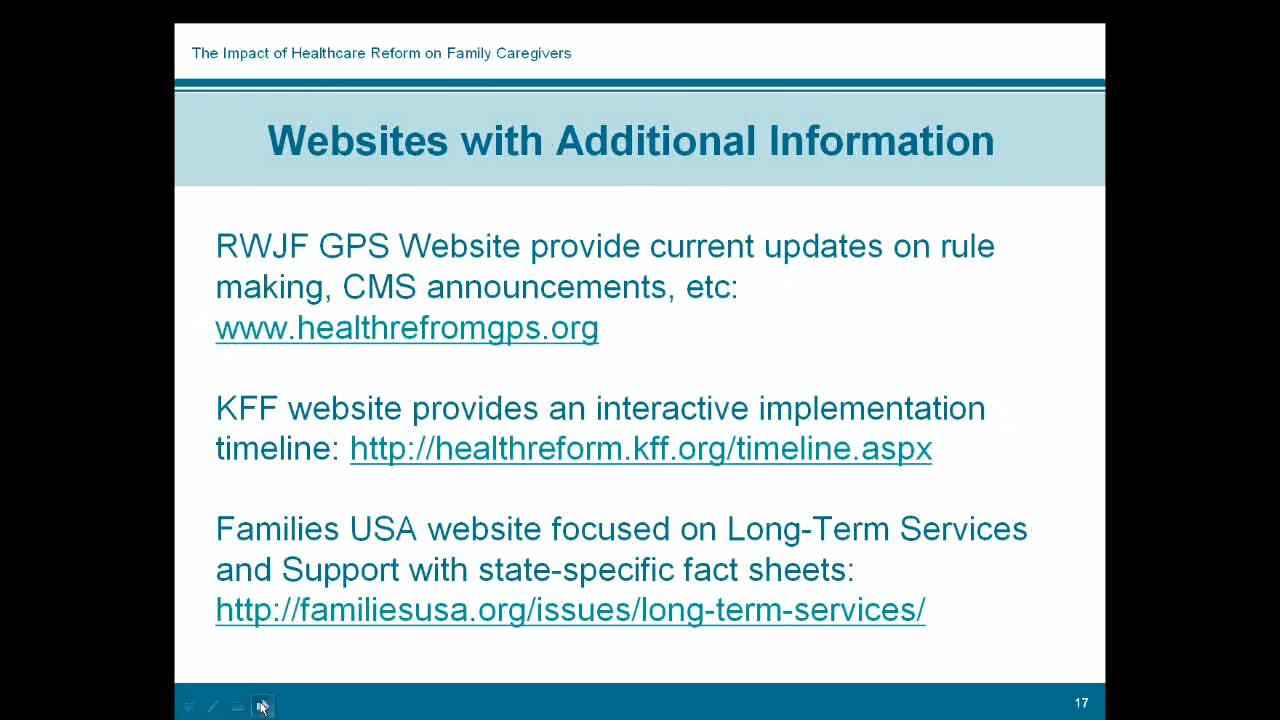 The Impact of Healthcare Reform on Family Caregivers
Websites with Additional Information
RWJF GPS Website provide current updates on rule
making, CMS announcements, etc:
www.healthrefromgps.org
KFF website provides an interactive implementation
timeline: http://healthreform.kff.org/timeline.aspx
Families USA website focused on Long-Term Services
and Support with state-specific fact sheets:
http://familiesusa.org/issues/long-term-services/
17